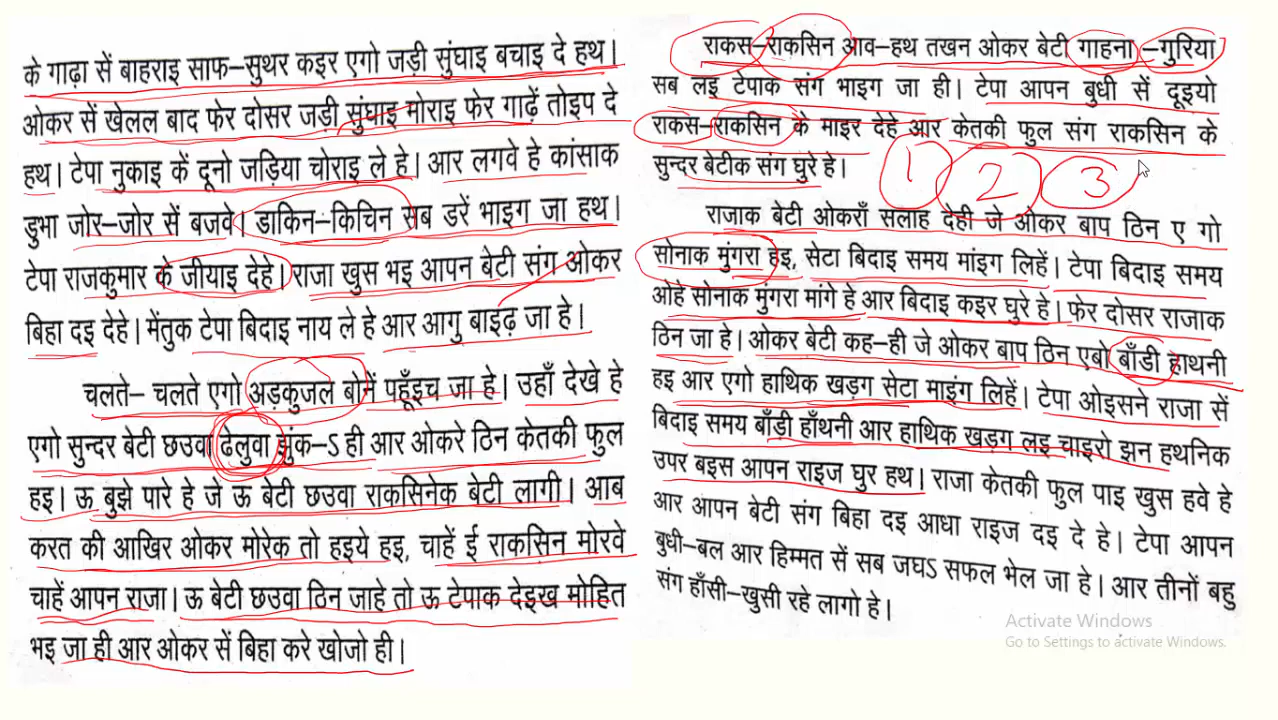 के गाढ़ा सें बाहराइ साफ–सुथर कइर एगो जड़ी सुंघाइ बचाइ दे हथ।
ओकर सें खेलल बाद फेर दोसर जड़ी सुंघाइ मोराइ फेर गाढ़ें तोइप दे
हथ। टेपा नुकाइ कें दूनो जड़िया चोराइ ले हे। आर लगवे हे कांसाक
डुभा जोर–जोर सें बजवे। डाकिन–किचिन सब डरें भाइग जा हथ।
टेपा राजकुमार के जीयाइ देहे। राजा खुस भइ आपन बेटी संग ओकर
बिहा दइ देहे। मेंतुक टेपा बिदाइ नाय ले हे आर आगु बाइढ़ जा हे।
चलते– चलते एगो अड़कुजल बोनें पहूँइच जा हे। उहाँ देखे हे
एगो सुन्दर बेटी छउवा ढेलुवा झुंक–ऽ ही आर ओकरे ठिन केतकी फुल
हइ। ऊ बुझे पारे हे जे ऊ बेटी छउवा राकसिनेक बेटी लागी। आब
करत की आखिर ओकर मोरेक तो हइये हइ, चाहें ई राकसिन मोरवे
चाहें आपन राजा। ऊ बेटी छउवा ठिन जाहे तो ऊ टेपाक देइख मोहित
भइ जा ही आर ओकर सें बिहा करे खोजो ही।
राकस–राकसिन आव–हथ तखन ओकर बेटी गाहना –गुरिया
सब लइ टेपाक संग भाइग जा ही। टेपा आपन बुधी सें दूइयो
राकस–राकसिन के माइर देहे आर केतकी फुल संग राकसिन के
सुन्दर बेटीक संग घुरे हे।
1 2 3
राजाक बेटी ओकराँ सलाह देही जे ओकर बाप ठिन ए गो
सोनाक मुंगरा हइ, सेटा बिदाइ समय मांइग लिहें। टेपा बिदाइ समय
ओहे सोनाक मुंगरा मांगे हे आर बिदाइ कइर घुरे हे। फेर दोसर राजाक
ठिन जा हे। ओकर बेटी कह–ही जे ओकर बाप ठिन एबो बाँडी हाथनी
हइ आर एगो हाथिक खड़ग सेटा माइंग लिहें। टेपा ओइसने राजा सें
बिदाइ समय बाँड़ी हाँथनी आर हाथिक खड़ग लइ चाइरो झन हथनिक
उपर बइस आपन राइज घुर हथ। राजा केतकी फुल पाइ खुस हवे हे
आर आपन बेटी संग बिहा दइ आधा राइज दइ दे हे। टेपा आपन
बुधी–बल आर हिम्मत सें सब जघऽ सफल भेल जा हे। आर तीनों बहु
संग हाँसी–खुसी रहे लागो हे।
Activate Windows
Go to Settings to activate Windows.